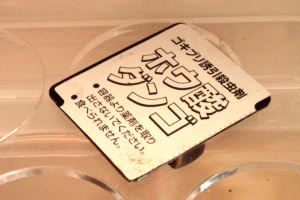 ゴキブリ誘引殺虫剤
ホウ酸
ダンゴ
●容器より薬剤を取り
出さないでください。
●食べられません。